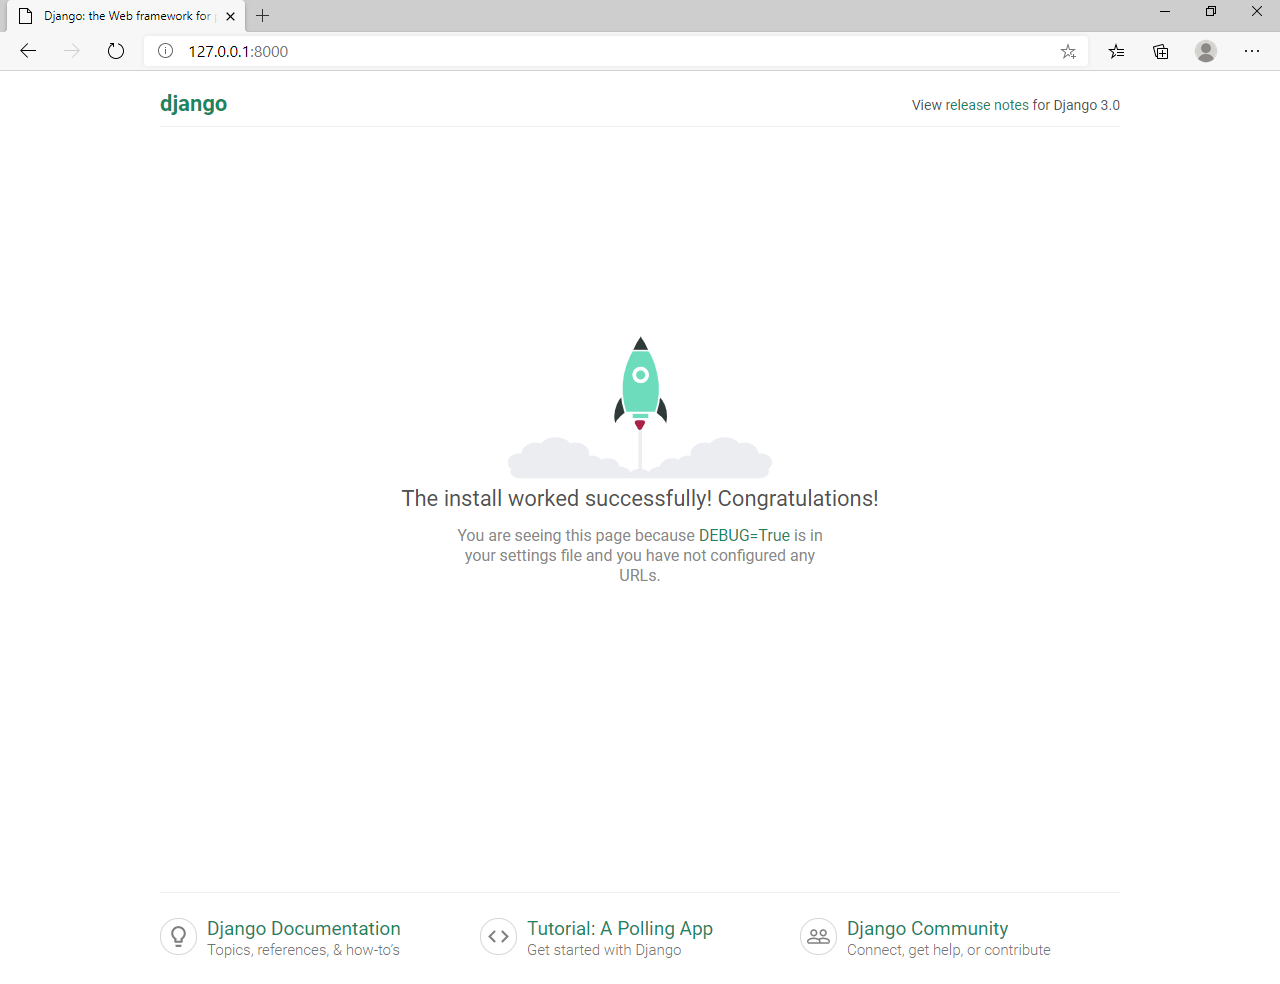 Django: the Web framework for
127.0.0.1:8000
django
View release notes for Django 3.0
The install worked successfully! Congratulations!
You are seeing this page because DEBUG=True is in
your settings file and you have not configured any
URLs.
Django Documentation
Topics, references, & how-to’s
Tutorial: A Polling App
Get started with Django
Django Community
Connect, get help, or contribute